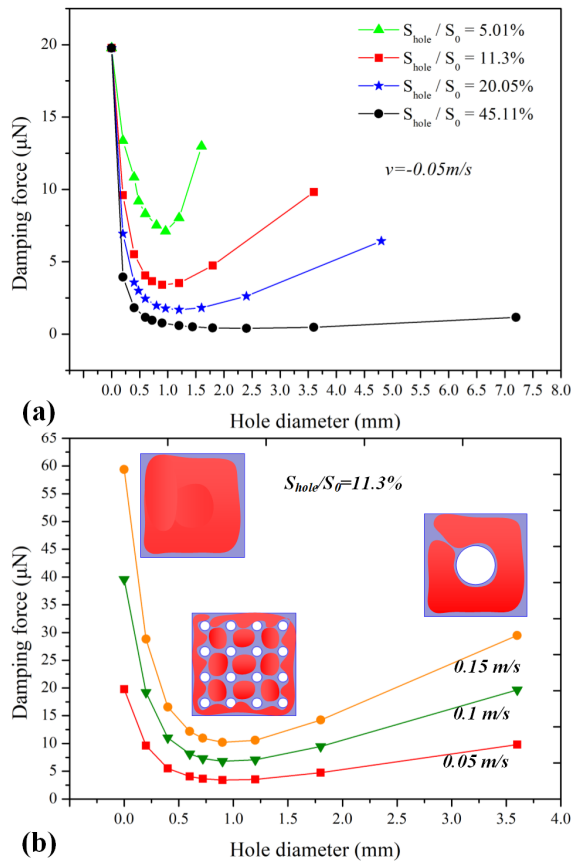 S_hole / S_0 = 5.01%
S_hole / S_0 = 11.3%
S_hole / S_0 = 20.05%
S_hole / S_0 = 45.11%
v=-0.05m/s
Damping force (μN)
20
15
10
5
0
0.0 0.5 1.0 1.5 2.0 2.5 3.0 3.5 4.0 4.5 5.0 5.5 6.0 6.5 7.0 7.5 8.0
Hole diameter (mm)
(a)
S_hole/S_0=11.3%
Damping force (μN)
65
60
55
50
45
40
35
30
25
20
15
10
5
0
0.15 m/s
0.1 m/s
0.05 m/s
0.0 0.5 1.0 1.5 2.0 2.5 3.0 3.5 4.0
Hole diameter (mm)
(b)